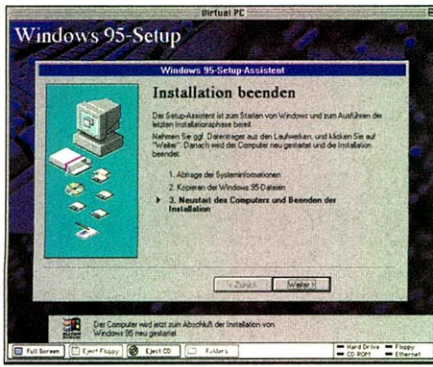 Virtual PC
Windows 95-Setup
Windows 95-Setup-Assistent
Installation beenden
Der Setup-Assistent ist zum Starten von Windows und zum Ausführen der
letzten Installationsphase bereit.
Nehmen Sie ggf. Datenträger aus den Laufwerken, und klicken Sie auf
"Weiter". Danach wird der Computer neu gestartet und die Installation
beendet.
1. Abfrage der Systeminformationen
2. Kopieren der Windows 95-Dateien
3. Neustart des Computers und Beenden der
Installation
< Zurück
Weiter >
Der Computer wird jetzt zum Abschluß der Installation von
Windows 95 neu gestartet.
Full Screen
Eject Floppy
Eject CD
Folders
Hard Drive
Floppy
CD ROM
Ethernet